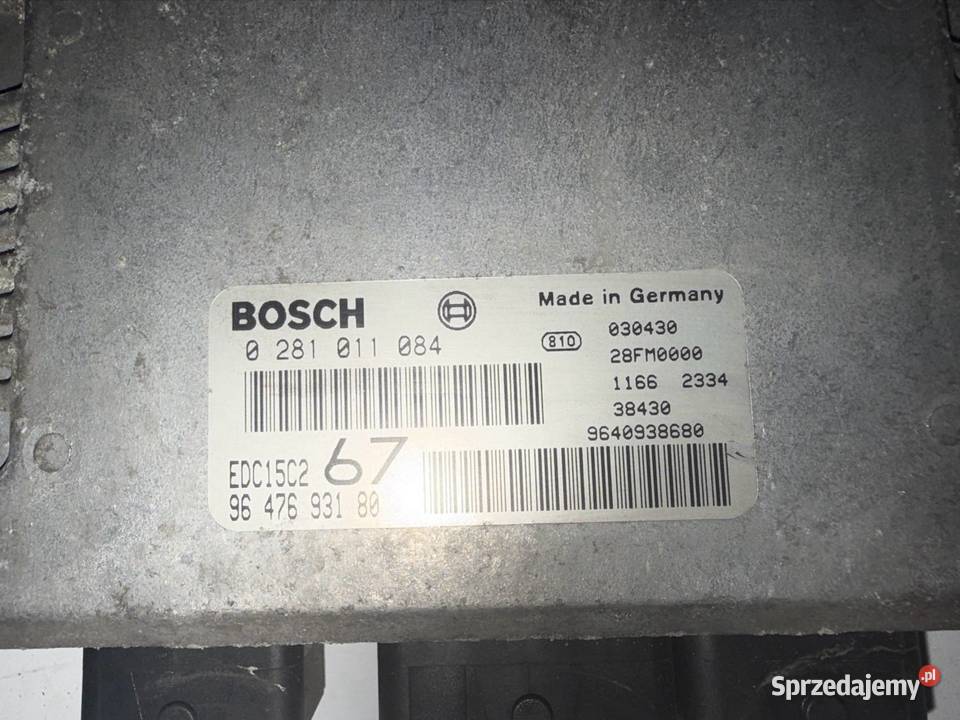 BOSCH
Made in Germany
0 281 011 084
810
030430
28FM0000
1166 2334
38430
9640938680
EDC15C2 67
96 476 931 80
Sprzedajemy.pl